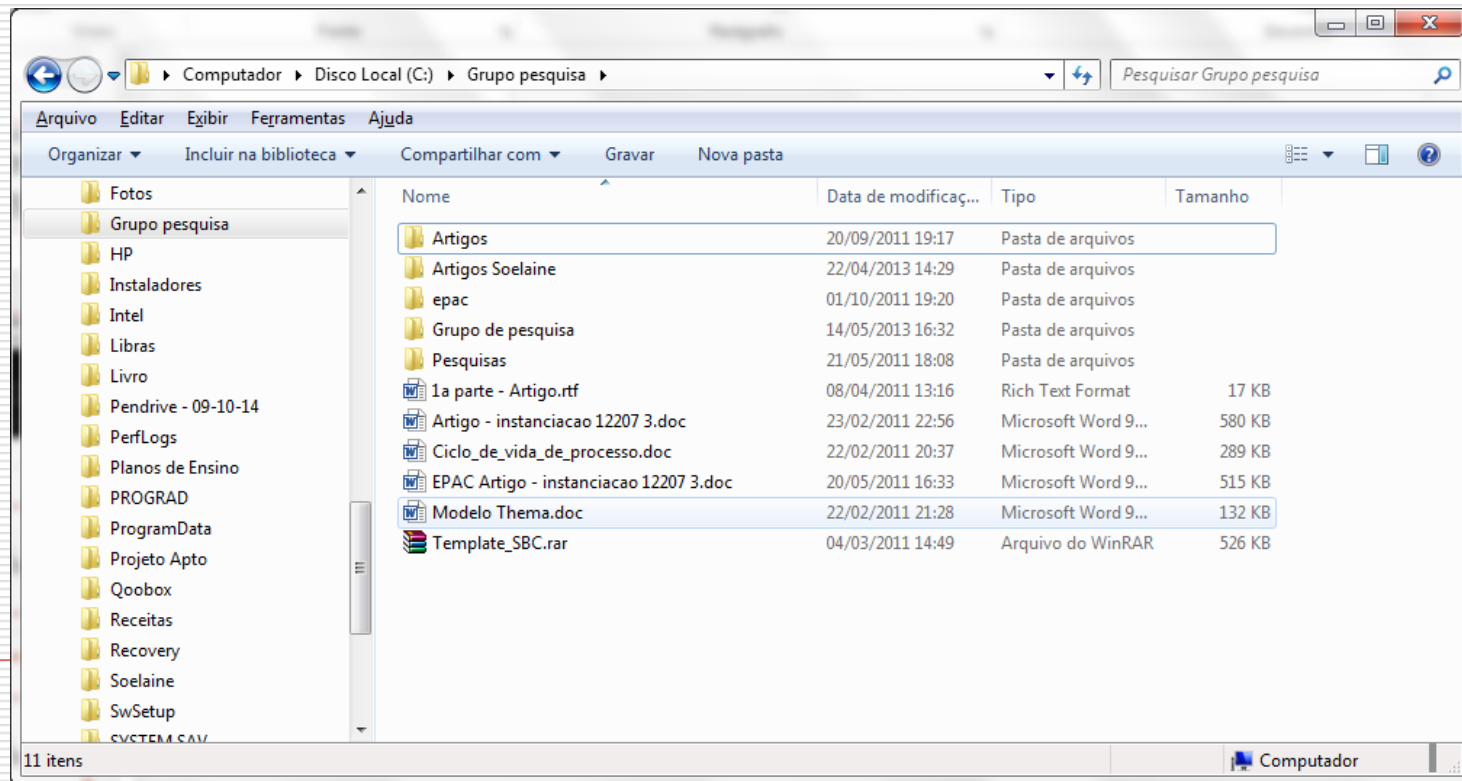 Computador Disco Local (C:) Grupo pesquisa Pesquisar Grupo pesquisa
Arquivo Editar Exibir Ferramentas Ajuda
Organizar Incluir na biblioteca Compartilhar com Gravar Nova pasta
Fotos
Grupo pesquisa
HP
Instaladores
Intel
Libras
Livro
Pendrive - 09-10-14
PerfLogs
Planos de Ensino
PROGRAD
ProgramData
Projeto Apto
Qoobox
Receitas
Recovery
Soelaine
SwSetup
SYSTEM.SAV
Nome Data de modificaç... Tipo Tamanho
Artigos 20/09/2011 19:17 Pasta de arquivos
Artigos Soelaine 22/04/2013 14:29 Pasta de arquivos
epac 01/10/2011 19:20 Pasta de arquivos
Grupo de pesquisa 14/05/2013 16:32 Pasta de arquivos
Pesquisas 21/05/2011 18:08 Pasta de arquivos
1a parte - Artigo.rtf 08/04/2011 13:16 Rich Text Format 17 KB
Artigo - instanciacao 12207 3.doc 23/02/2011 22:56 Microsoft Word 9... 580 KB
Ciclo_de_vida_de_processo.doc 22/02/2011 20:37 Microsoft Word 9... 289 KB
EPAC Artigo - instanciacao 12207 3.doc 20/05/2011 16:33 Microsoft Word 9... 515 KB
Modelo Thema.doc 22/02/2011 21:28 Microsoft Word 9... 132 KB
Template_SBC.rar 04/03/2011 14:49 Arquivo do WinRAR 526 KB
11 itens Computador